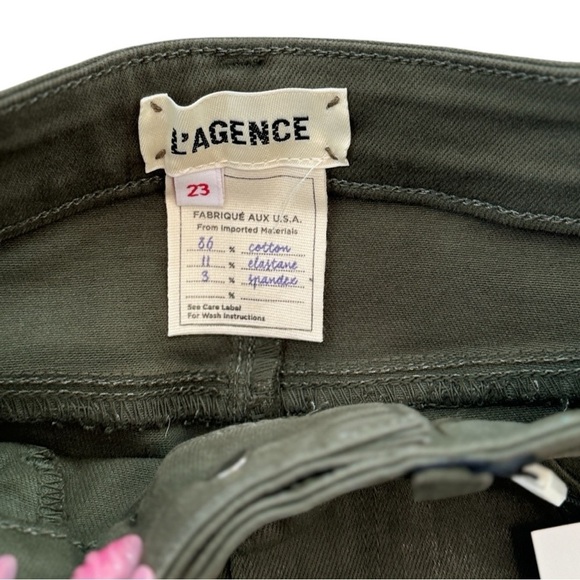 L'AGENCE
23
FABRIQUÉ AUX U.S.A.
From Imported Materials
86 % cotton
11 % elastane
3 % spandex
%
See Care Label
For Wash Instructions